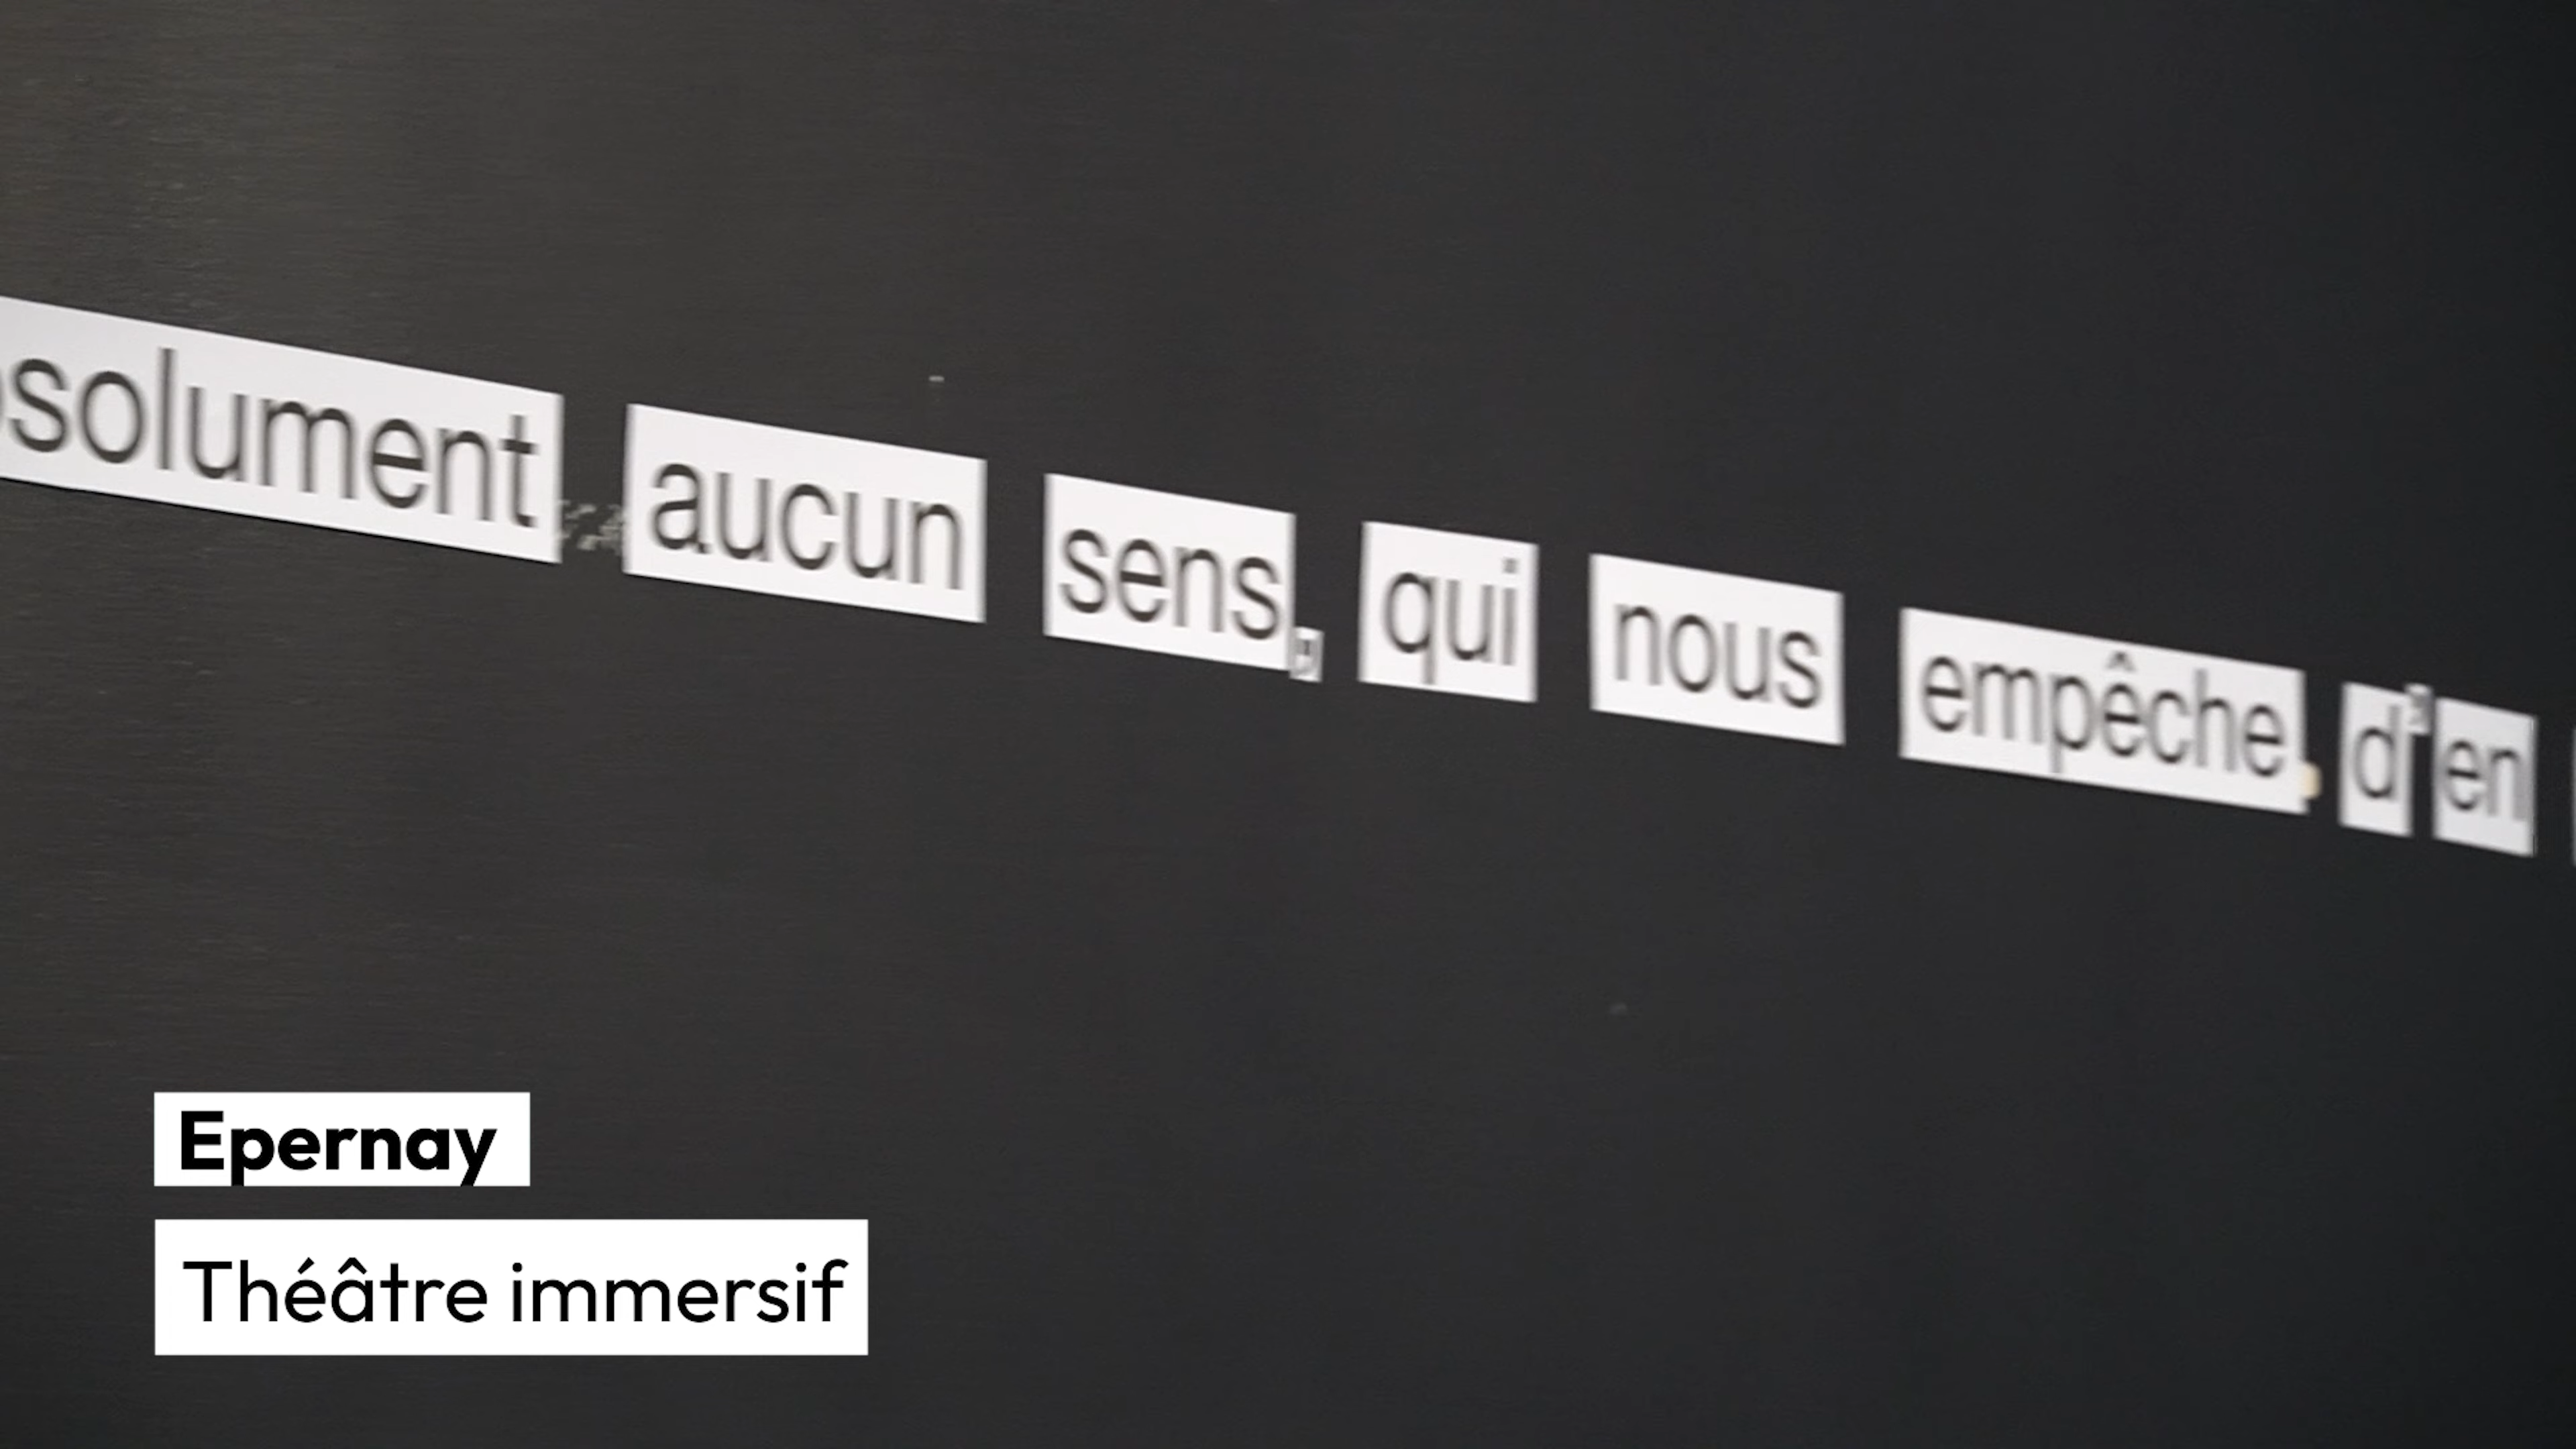 solument aucun sens, qui nous empêche, d'en
Epernay
Théâtre immersif